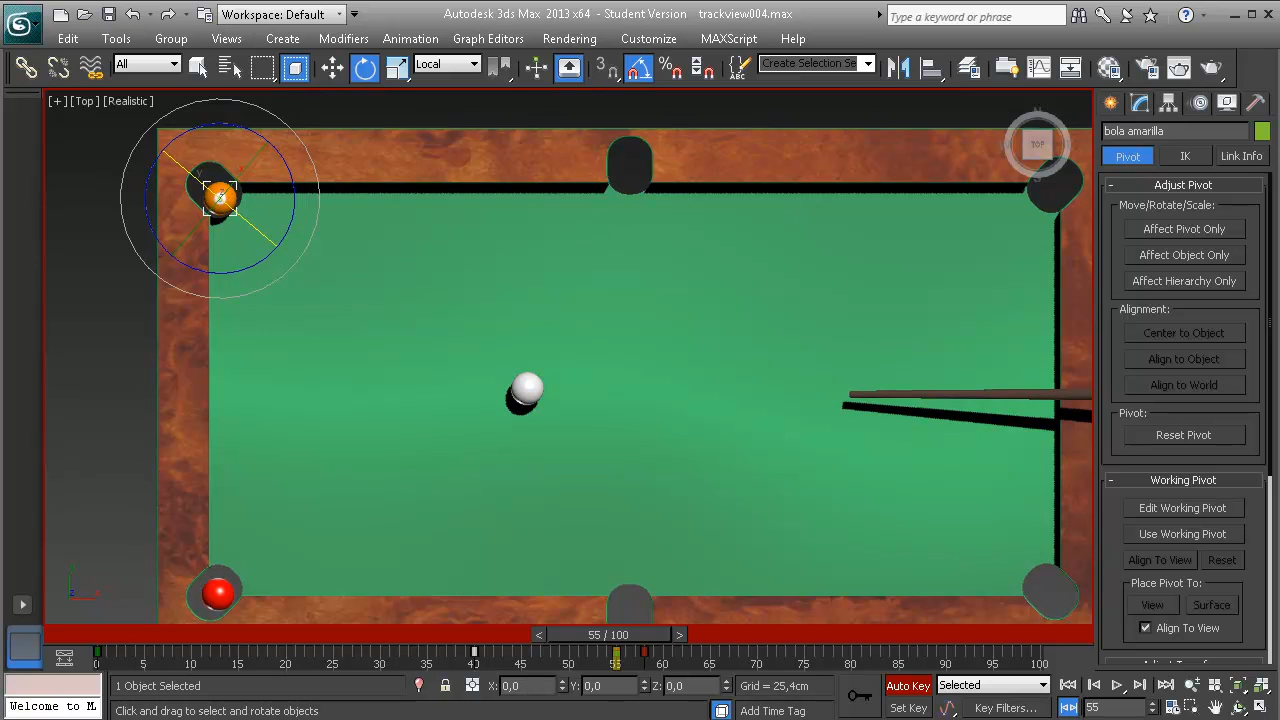 Workspace: Default
Autodesk 3ds Max 2013 x64 - Student Version trackview004.max
Type a keyword or phrase
Edit Tools Group Views Create Modifiers Animation Graph Editors Rendering Customize MAXScript Help
All
Local
3
Create Selection Se
[+] [Top] [Realistic]
TOP
bola amarilla
Pivot IK Link Info
- Adjust Pivot
Move/Rotate/Scale:
Affect Pivot Only
Affect Object Only
Affect Hierarchy Only
Alignment:
Center to Object
Align to Object
Align to World
Pivot:
Reset Pivot
- Working Pivot
Edit Working Pivot
Use Working Pivot
Align To View Reset
Place Pivot To:
View Surface
Align To View
< 55 / 100 >
0 5 10 15 20 25 30 35 40 45 50 55 60 65 70 75 80 85 90 95 100
1 Object Selected X: 0,0 Y: 0,0 Z: 0,0 Grid = 25,4cm Auto Key Selected
Welcome to M. Click and drag to select and rotate objects Add Time Tag Set Key Key Filters... 55